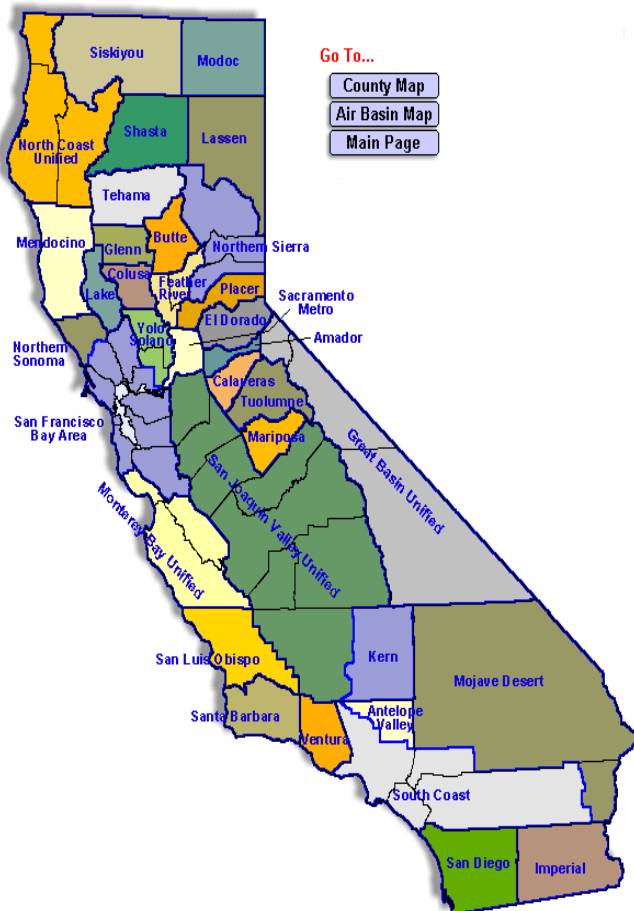 Go To...
County Map
Air Basin Map
Main Page
Siskiyou
Modoc
Shasta
Lassen
North Coast
Unified
Tehama
Mendocino
Glenn
Butte
Northern Sierra
Colusa
Lake
Feather
River
Placer
Sacramento
Metro
El Dorado
Yolo
Solano
Amador
Northern
Sonoma
Calaveras
Tuolumne
San Francisco
Bay Area
Mariposa
Great Basin Unified
San Joaquin Valley Unified
Monterey Bay Unified
San Luis Obispo
Kern
Mojave Desert
Santa Barbara
Antelope
Valley
Ventura
South Coast
San Diego
Imperial